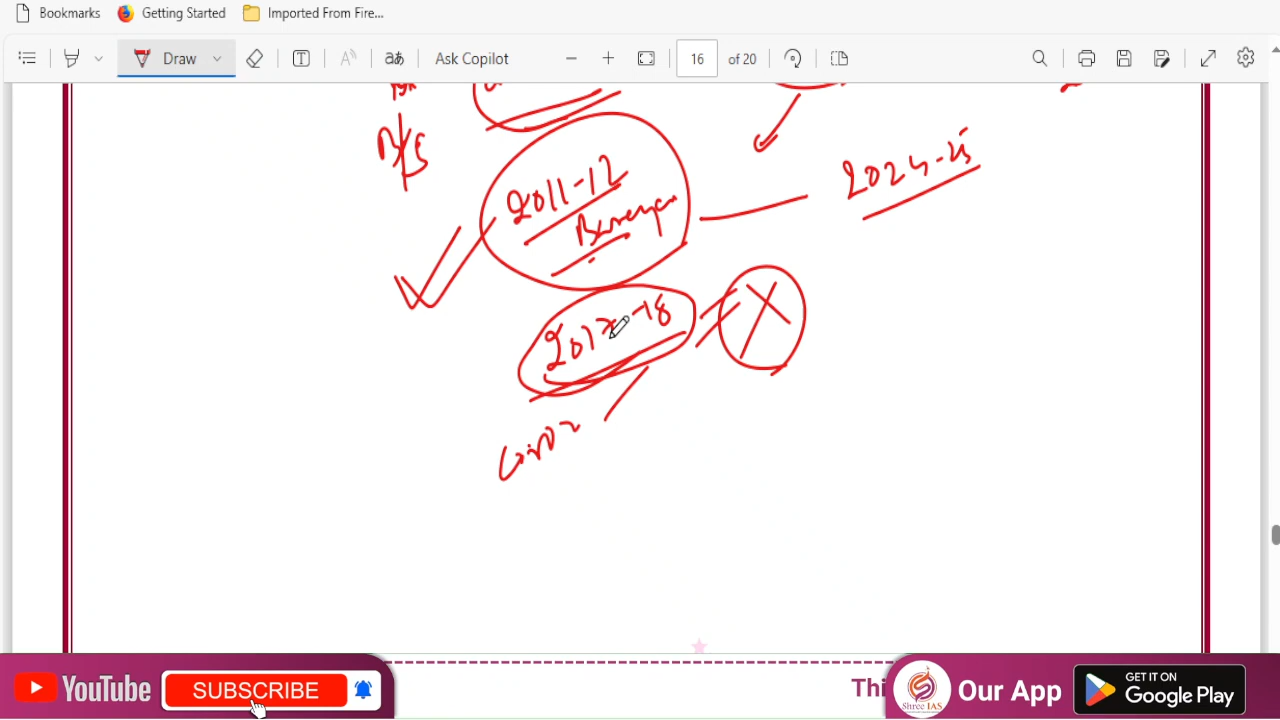 Bookmarks Getting Started Imported From Fire...
Draw Ask Copilot 16 of 20
B/S
2011-12
2024-25
2017-18
YouTube SUBSCRIBE
Thi
Shree IAS
Our App
GET IT ON
Google Play